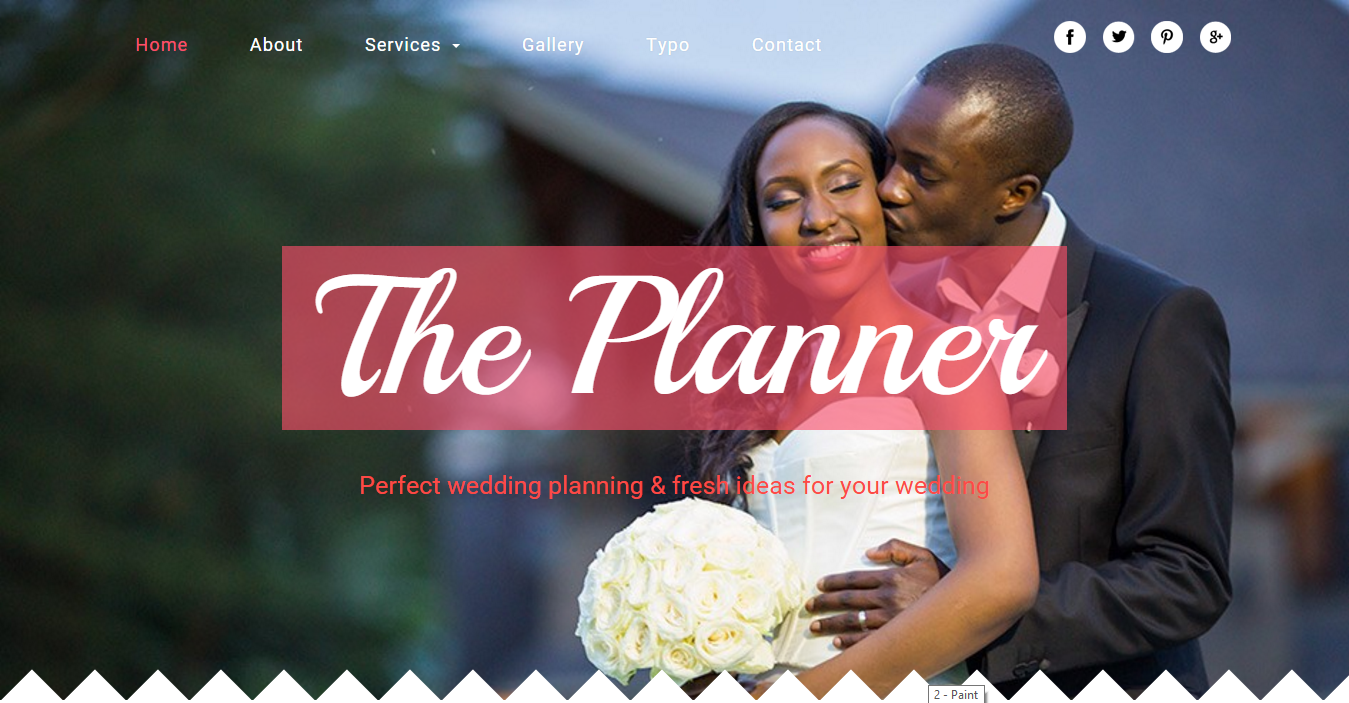 Home About Services Gallery Typo Contact
The Planner
Perfect wedding planning & fresh ideas for your wedding
2 - Paint